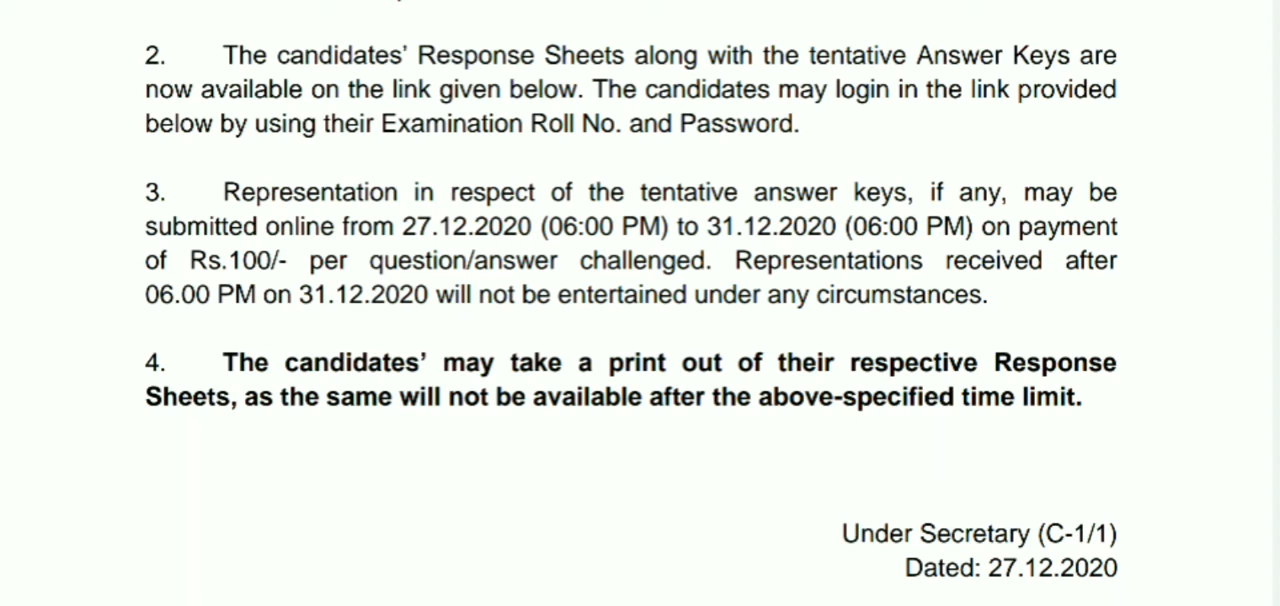 2. The candidates’ Response Sheets along with the tentative Answer Keys are
now available on the link given below. The candidates may login in the link provided
below by using their Examination Roll No. and Password.
3. Representation in respect of the tentative answer keys, if any, may be
submitted online from 27.12.2020 (06:00 PM) to 31.12.2020 (06:00 PM) on payment
of Rs.100/- per question/answer challenged. Representations received after
06.00 PM on 31.12.2020 will not be entertained under any circumstances.
4. The candidates’ may take a print out of their respective Response
Sheets, as the same will not be available after the above-specified time limit.
Under Secretary (C-1/1)
Dated: 27.12.2020